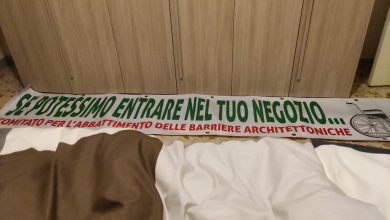 SE POTESSIMO ENTRARE NEL TUO NEGOZIO...
COMITATO PER L'ABBATTIMENTO DELLE BARRIERE ARCHITETTONICHE